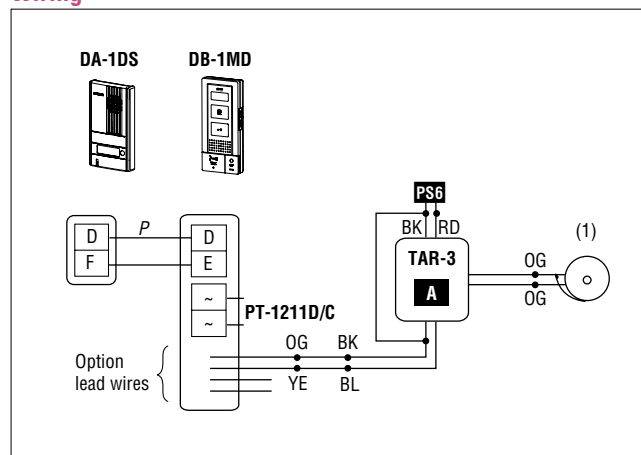 Wiring
DA-1DS DB-1MD
PS6
BK RD
(1)
D P D
F E
TAR-3
OG
A
OG
~
~
PT-1211D/C
OG BK
Option
lead wires
YE BL